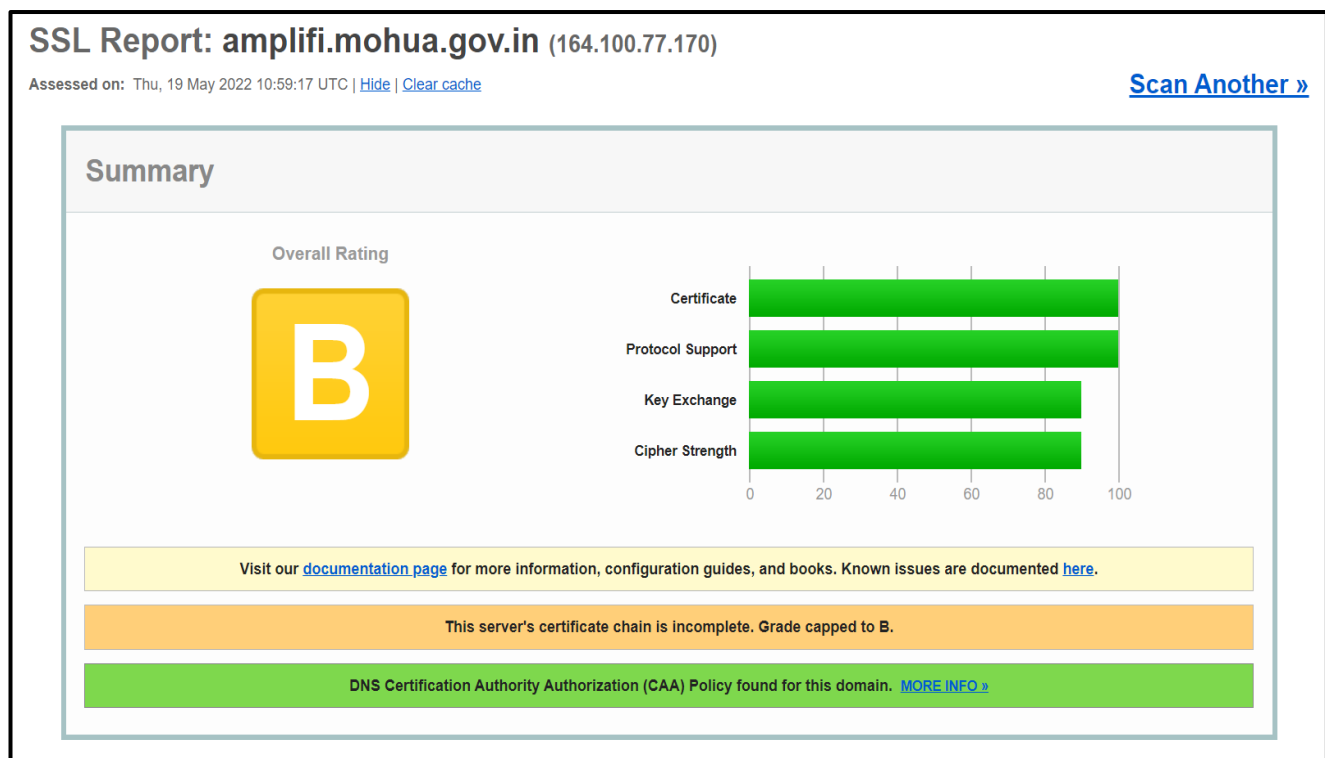 SSL Report: amplifi.mohua.gov.in (164.100.77.170)
Assessed on: Thu, 19 May 2022 10:59:17 UTC | Hide | Clear cache
Scan Another »
Summary
Overall Rating
B
Certificate
Protocol Support
Key Exchange
Cipher Strength
0 20 40 60 80 100
Visit our documentation page for more information, configuration guides, and books. Known issues are documented here.
This server's certificate chain is incomplete. Grade capped to B.
DNS Certification Authority Authorization (CAA) Policy found for this domain. MORE INFO »